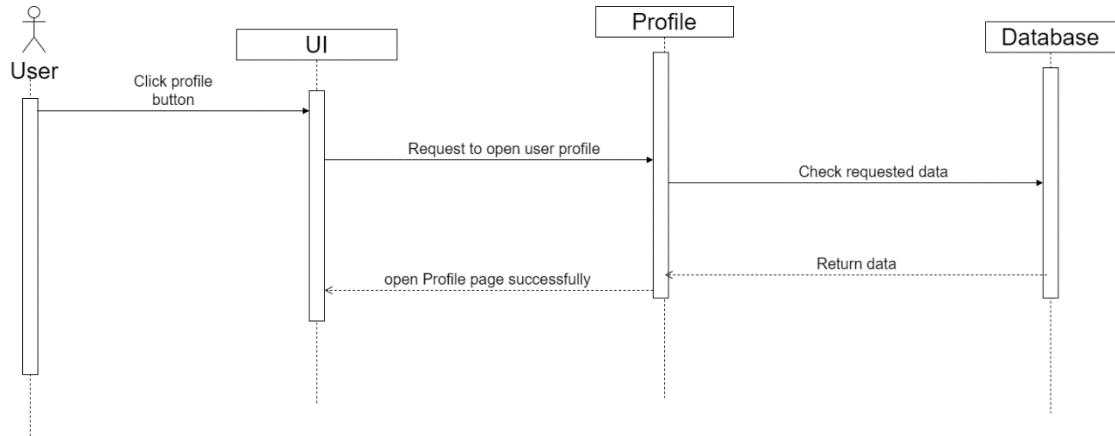 User
UI
Profile
Database
Click profile
button
Request to open user profile
Check requested data
Return data
open Profile page successfully